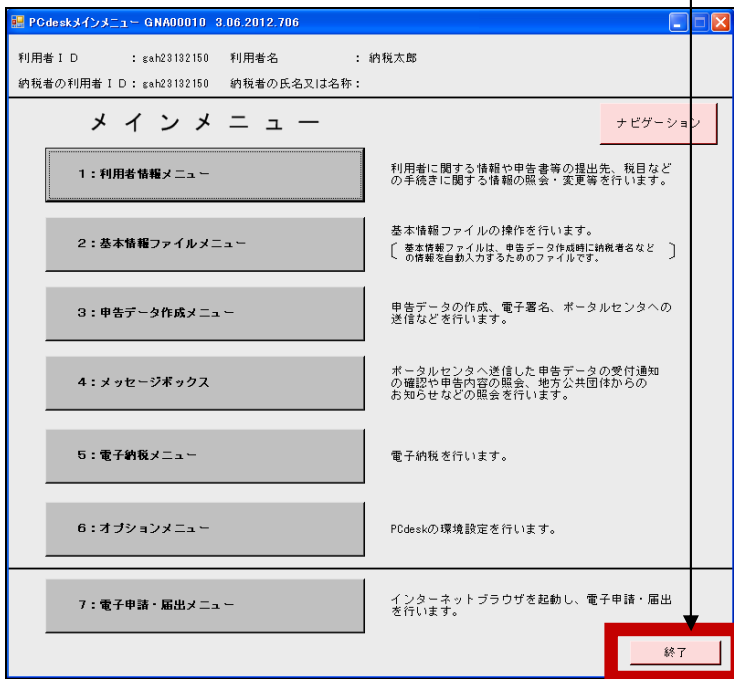 PCdeskメインメニュー GNA00010 3.06.2012.706
利用者ＩＤ : gah23132150 利用者名 : 納税太郎
納税者の利用者ＩＤ: gah23132150 納税者の氏名又は名称:
メインメニュー
ナビゲーション
1:利用者情報メニュー
利用者に関する情報や申告書等の提出先、税目など
の手続きに関する情報の照会・変更等を行います。
2:基本情報ファイルメニュー
基本情報ファイルの操作を行います。
〔 基本情報ファイルは、申告データ作成時に納税者名など
の情報を自動入力するためのファイルです。 〕
3:申告データ作成メニュー
申告データの作成、電子署名、ポータルセンタへの
送信などを行います。
4:メッセージボックス
ポータルセンタへ送信した申告データの受付通知
の確認や申告内容の照会、地方公共団体からの
お知らせなどの照会を行います。
5:電子納税メニュー
電子納税を行います。
6:オプションメニュー
PCdeskの環境設定を行います。
7:電子申請・届出メニュー
インターネットブラウザを起動し、電子申請・届出
を行います。
終了